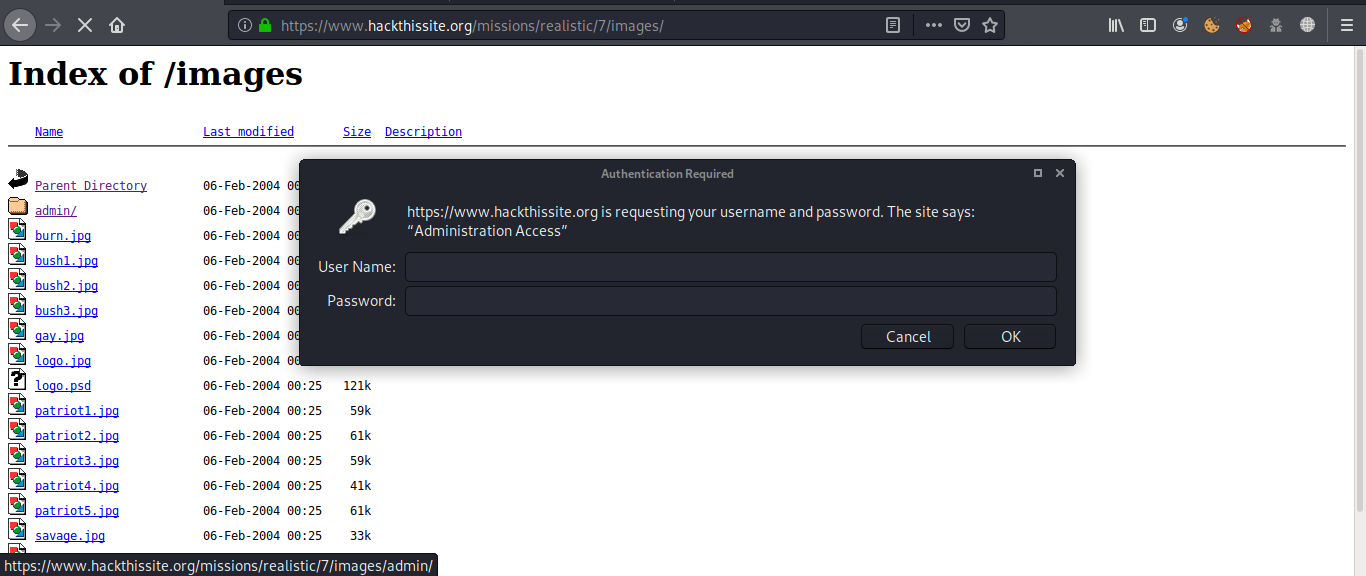 https://www.hackthissite.org/missions/realistic/7/images/
Index of /images
Name Last modified Size Description
Parent Directory 06-Feb-2004 00
admin/ 06-Feb-2004 00
burn.jpg 06-Feb-2004 00
bush1.jpg 06-Feb-2004 00
bush2.jpg 06-Feb-2004 00
bush3.jpg 06-Feb-2004 00
gay.jpg 06-Feb-2004 00
logo.jpg 06-Feb-2004 00
logo.psd 06-Feb-2004 00:25 121k
patriot1.jpg 06-Feb-2004 00:25 59k
patriot2.jpg 06-Feb-2004 00:25 61k
patriot3.jpg 06-Feb-2004 00:25 59k
patriot4.jpg 06-Feb-2004 00:25 41k
patriot5.jpg 06-Feb-2004 00:25 61k
savage.jpg 06-Feb-2004 00:25 33k
Authentication Required
https://www.hackthissite.org is requesting your username and password. The site says:
“Administration Access”
User Name:
Password:
Cancel OK
https://www.hackthissite.org/missions/realistic/7/images/admin/